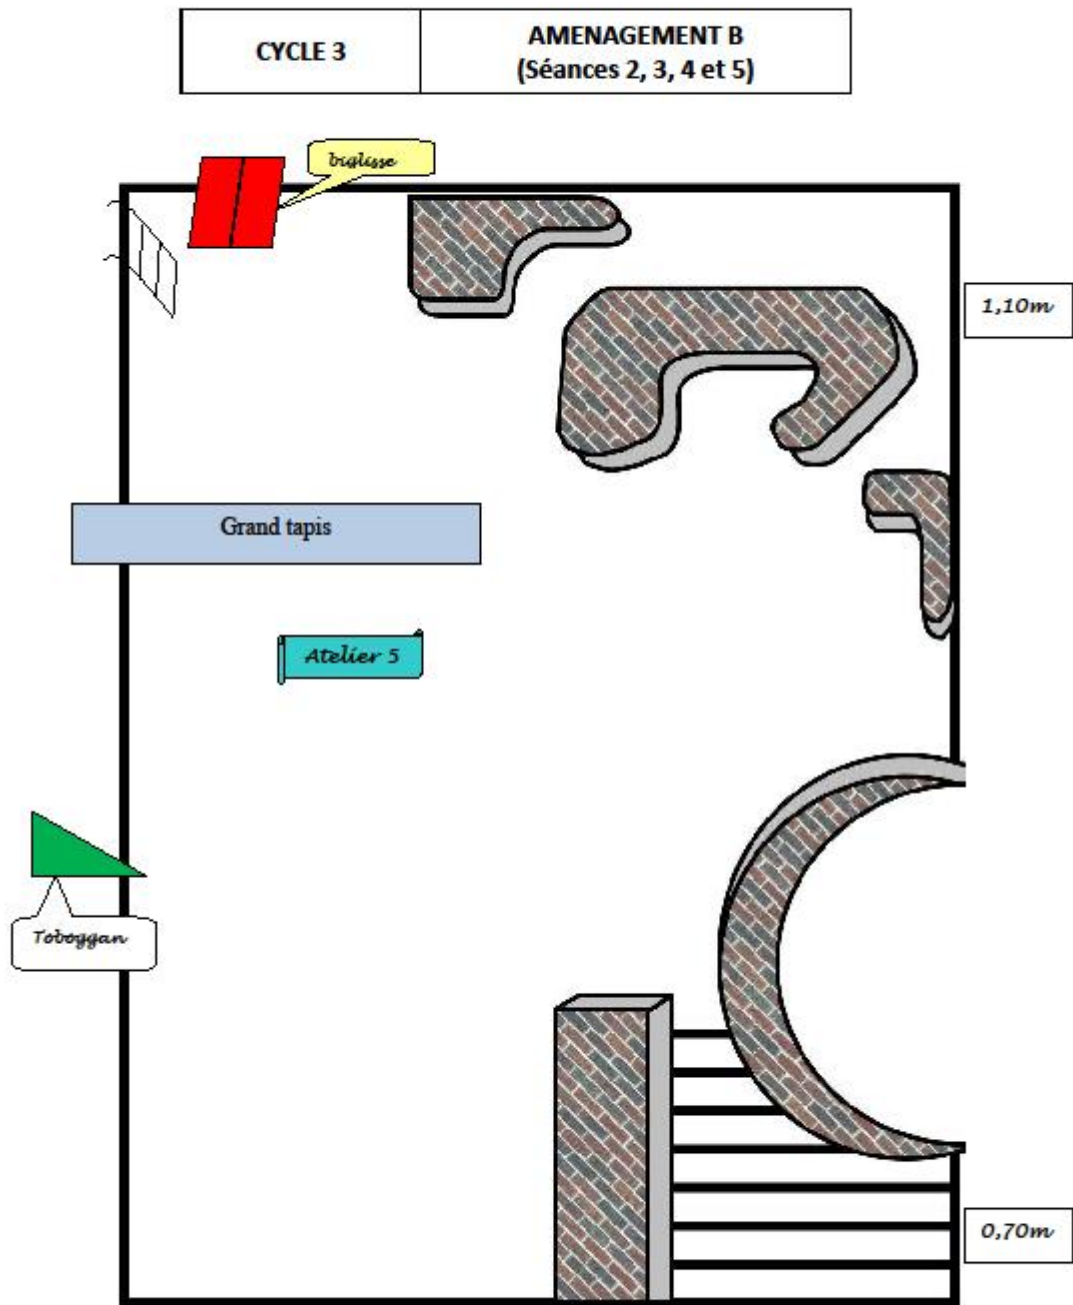 CYCLE 3
AMENAGEMENT B
(Séances 2, 3, 4 et 5)
biglisse
1,10m
Grand tapis
Atelier 5
Toboggan
0,70m